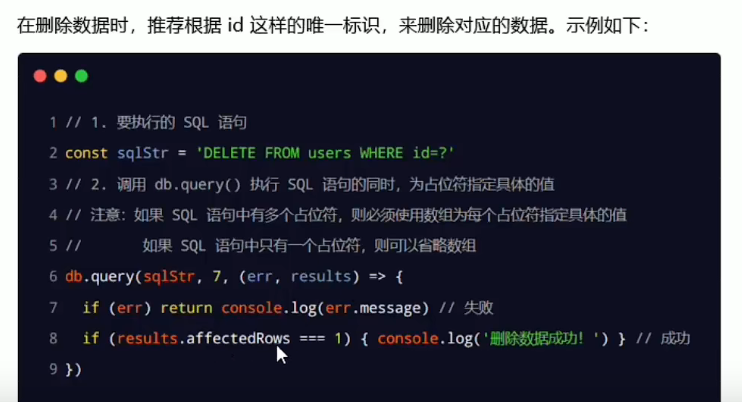 在删除数据时，推荐根据 id 这样的唯一标识，来删除对应的数据。示例如下：
1 // 1. 要执行的 SQL 语句
2 const sqlStr = 'DELETE FROM users WHERE id=?'
3 // 2. 调用 db.query() 执行 SQL 语句的同时，为占位符指定具体的值
4 // 注意：如果 SQL 语句中有多个占位符，则必须使用数组为每个占位符指定具体的值
5 //       如果 SQL 语句中只有一个占位符，则可以省略数组
6 db.query(sqlStr, 7, (err, results) => {
7   if (err) return console.log(err.message) // 失败
8   if (results.affectedRows === 1) { console.log('删除数据成功！') } // 成功
9 })